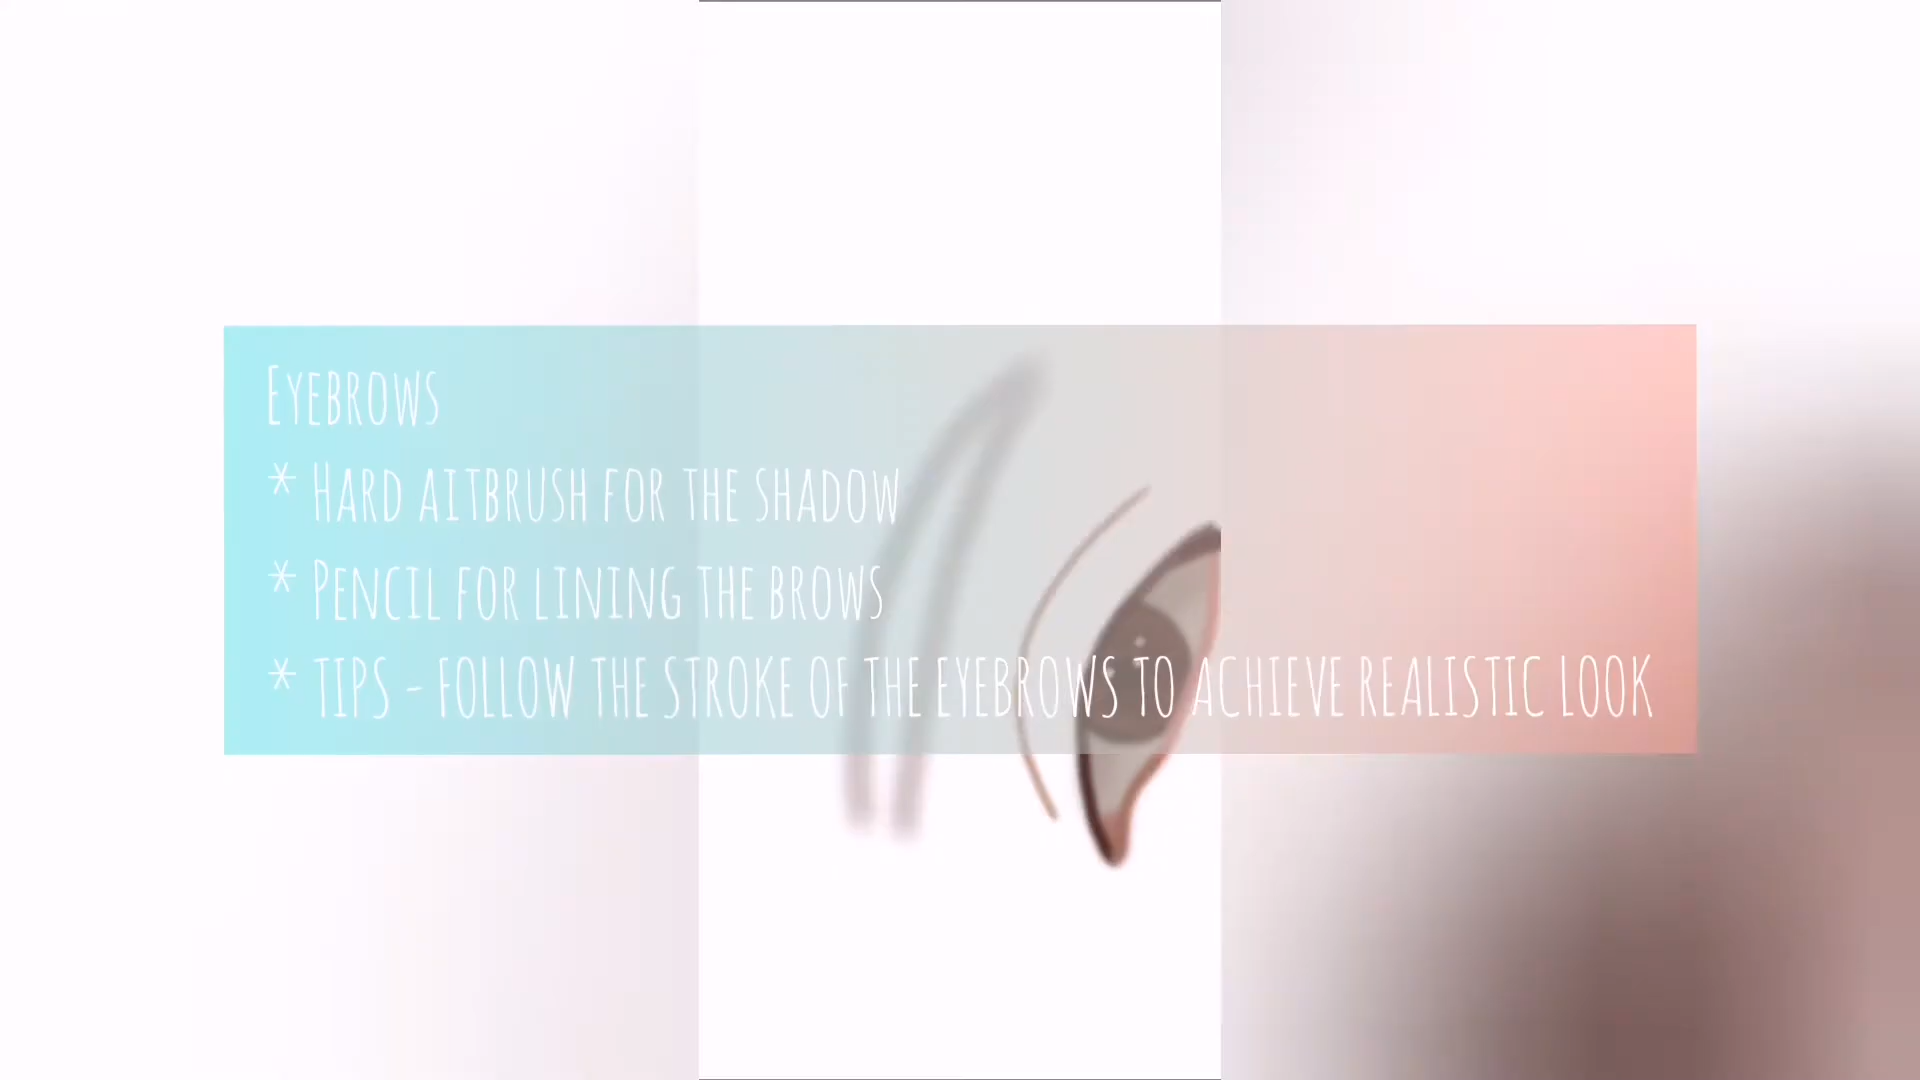 Eyebrows
* Hard aitbrush for the shadow
* Pencil for lining the brows
* TIPS - FOLLOW THE STROKE OF THE EYEBROWS TO ACHIEVE REALISTIC LOOK